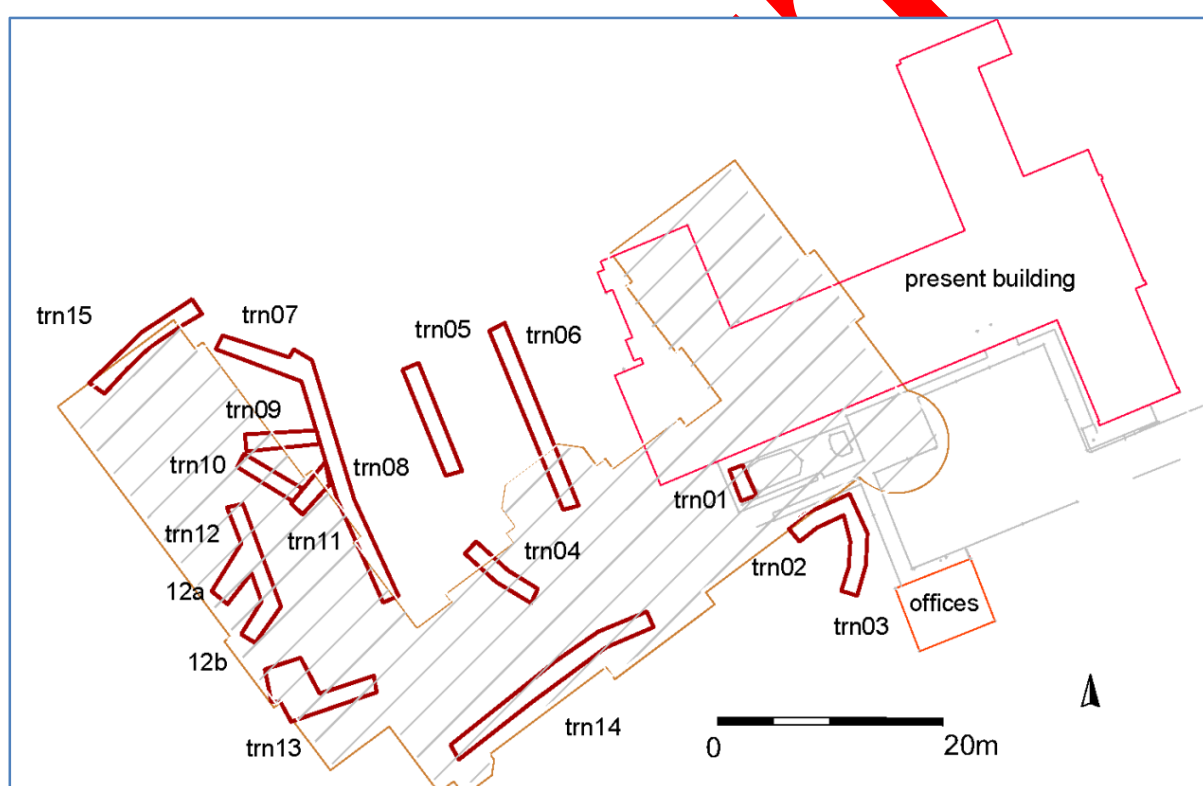 present building
trn15
trn07
trn05
trn06
trn09
trn10
trn08
trn01
trn12
trn11
trn04
trn02
12a
offices
trn03
12b
trn13
trn14
0
20m